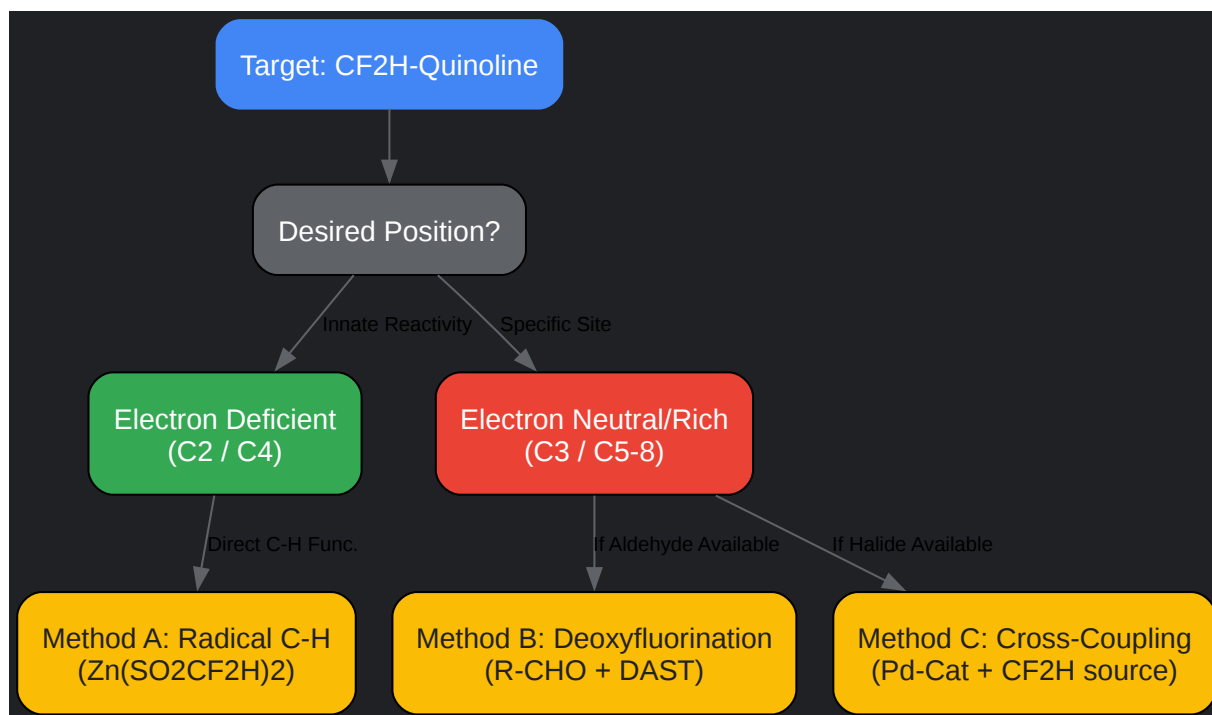 Target: CF2H-Quinoline
Desired Position?
Innate Reactivity
Specific Site
Electron Deficient
(C2 / C4)
Electron Neutral/Rich
(C3 / C5-8)
Direct C-H Func.
If Aldehyde Available
If Halide Available
Method A: Radical C-H
(Zn(SO2CF2H)2)
Method B: Deoxyfluorination
(R-CHO + DAST)
Method C: Cross-Coupling
(Pd-Cat + CF2H source)